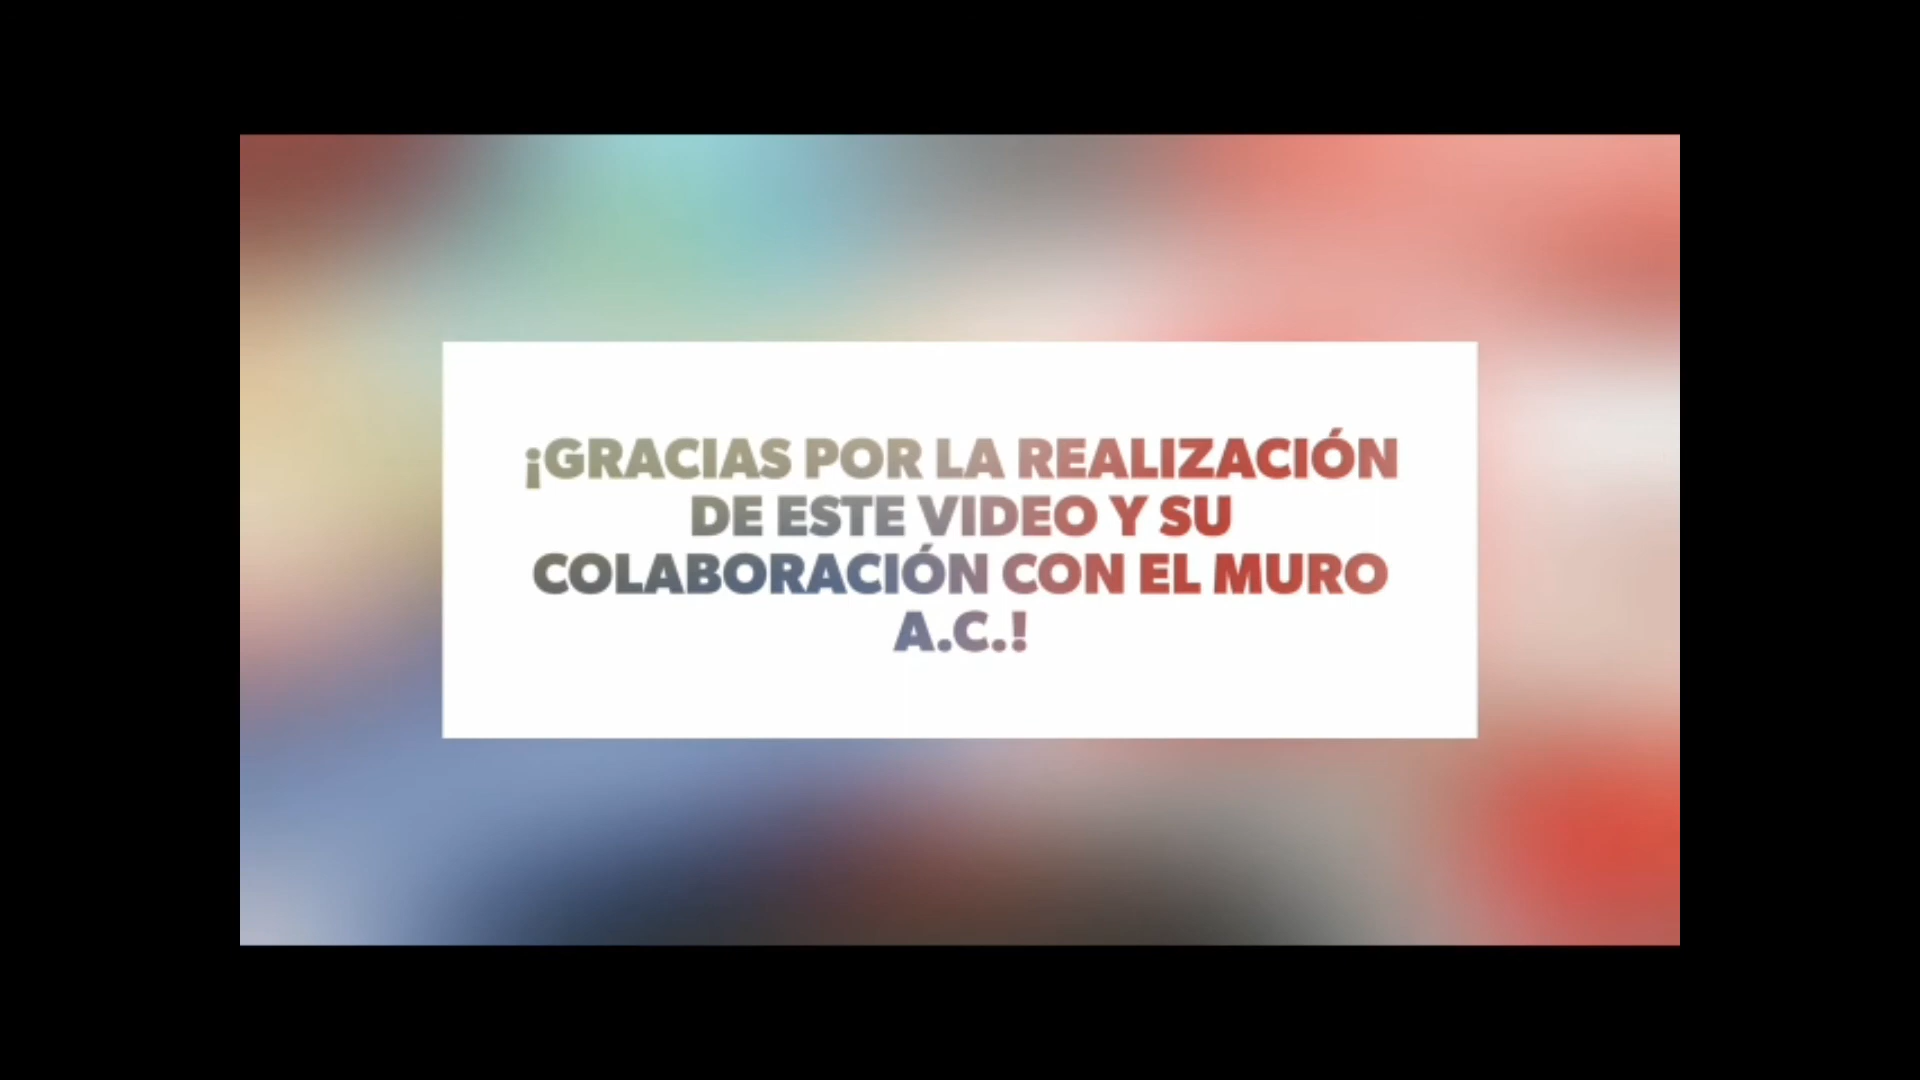 ¡GRACIAS POR LA REALIZACIÓN
DE ESTE VIDEO Y SU
COLABORACIÓN CON EL MURO
A.C.!